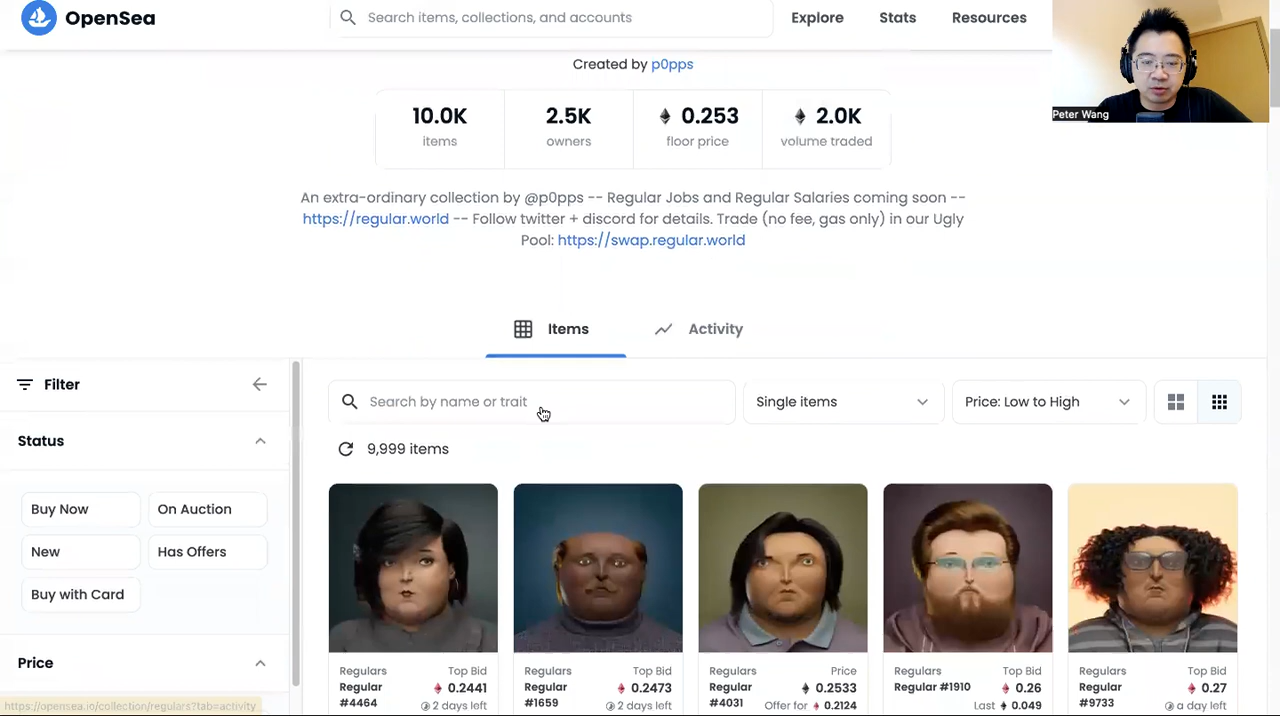 OpenSea
Search items, collections, and accounts
Explore
Stats
Resources
Peter Wang
Created by p0pps
10.0K
items
2.5K
owners
0.253
floor price
2.0K
volume traded
An extra-ordinary collection by @p0pps -- Regular Jobs and Regular Salaries coming soon --
https://regular.world -- Follow twitter + discord for details. Trade (no fee, gas only) in our Ugly
Pool: https://swap.regular.world
Items
Activity
Filter
Search by name or trait
Single items
Price: Low to High
Status
9,999 items
Buy Now
On Auction
New
Has Offers
Buy with Card
Price
Regulars
Top Bid
Regular
#4464
0.2441
2 days left
Regulars
Top Bid
Regular
#1659
0.2473
2 days left
Regulars
Price
Regular
#4031
0.2533
Offer for 0.2124
Regulars
Top Bid
Regular #1910
0.26
Last 0.049
Regulars
Top Bid
Regular
#9733
0.27
a day left
https://opensea.io/collection/regulars?tab=activity